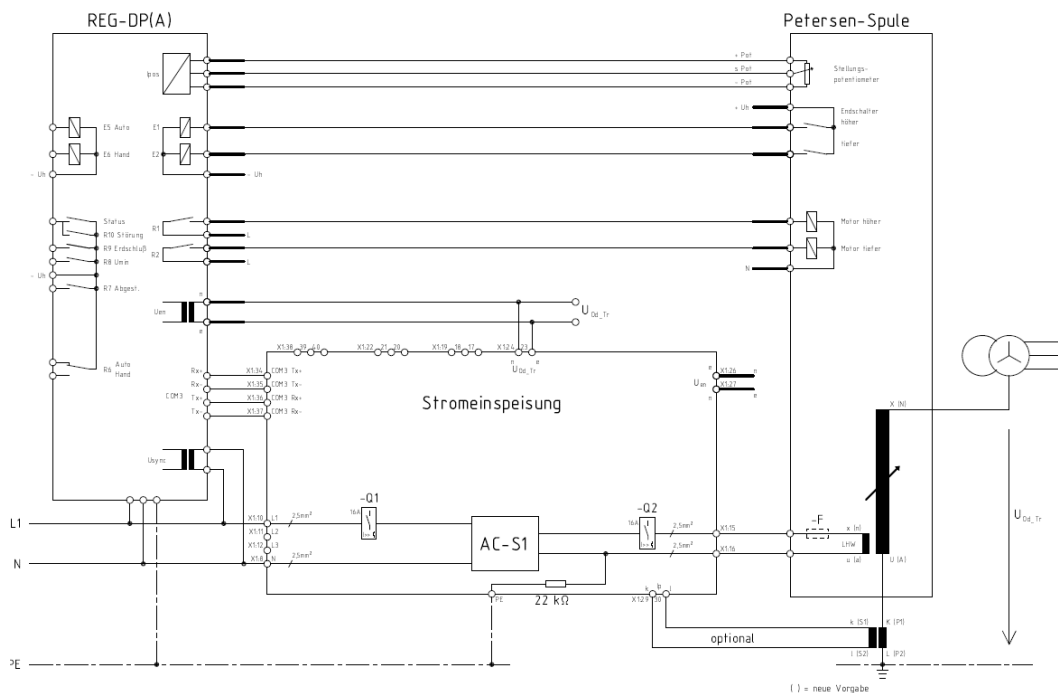 REG-DP(A)
Petersen-Spule
Ipos
+ Pot
s Pot
- Pot
Stellungs-
potentiometer
+ Uh
Endschalter
höher
tiefer
E5 Auto
E1
E6 Hand
E2
- Uh
- Uh
Status
R10 Störung
R9 Erdschluß
R8 Umin
- Uh
R7 Abgest.
R1
L
R2
L
Motor höher
Motor tiefer
N
Uen
n
e
U0d_Tr
R6 Auto
Hand
X1:38 39 40
X1:22 21 20
X1:19 18 17
X1:24 23
n e
U0d_Tr
Rx+ X1:34 COM3 Tx+
Rx- X1:35 COM3 Tx-
COM3
Tx+ X1:36 COM3 Rx+
Tx- X1:37 COM3 Rx-
Stromeinspeisung
Uen
e X1:26 n
n X1:27 e
X (N)
Usync
U0d_Tr
L1
X1:10 L1 2,5mm²
X1:11 L2
X1:12 L3
X1:8 N 2,5mm²
N
-Q1
16A
I>>
AC-S1
-Q2
16A
I>>
2,5mm² X1:15
2,5mm² X1:16
-F
x (n)
LHW
u (a)
U (A)
22 kΩ
PE
k lp l
X1:29 30
optional
k (S1) K (P1)
l (S2) L (P2)
PE
( ) = neue Vorgabe